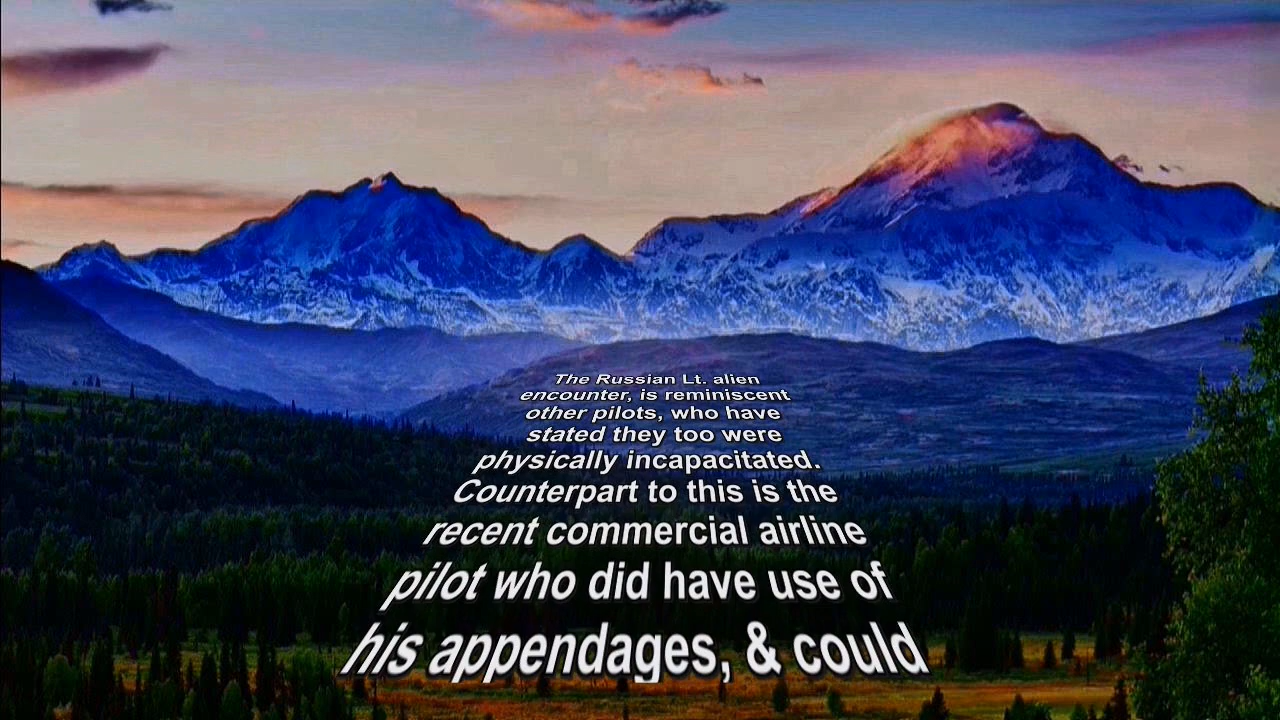 The Russian Lt. alien
encounter, is reminiscent
other pilots, who have
stated they too were
physically incapacitated.
Counterpart to this is the
recent commercial airline
pilot who did have use of
his appendages, & could